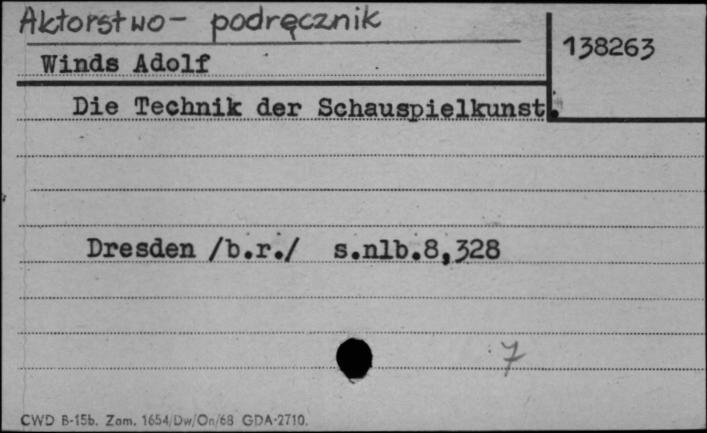 Aktorstwo - podręcznik
138263
Winds Adolf
Die Technik der Schauspielkunst.
Dresden /b.r./ s.nlb.8,328
7
CWD B-15b. Zam. 1654/Dw/On/68 GDA-2710.